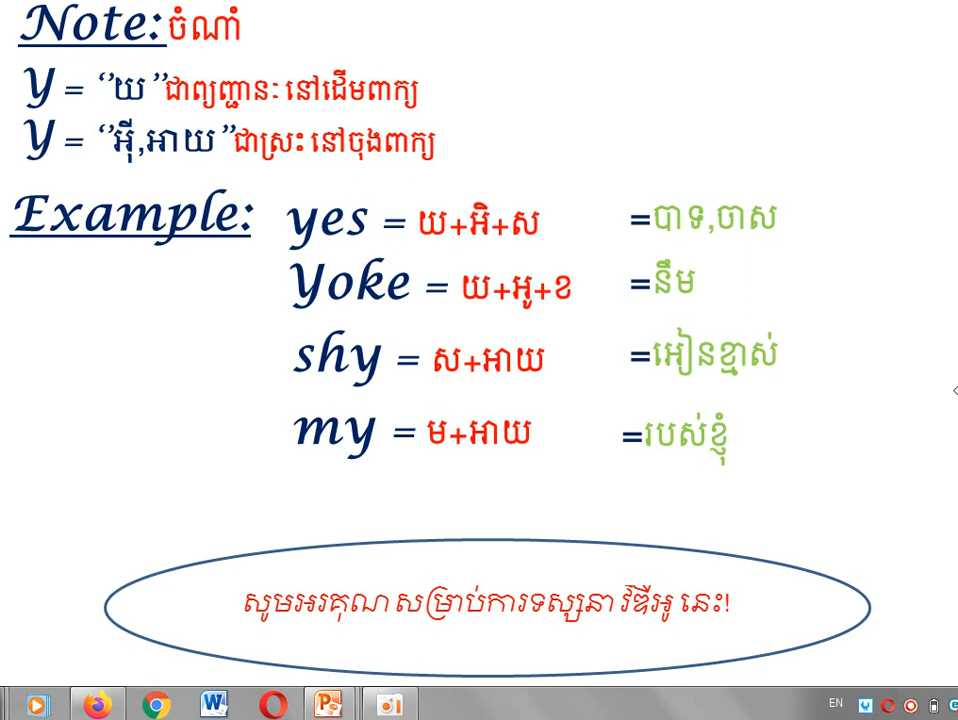 Note: ចំណាំ
Y = ‘’យ’’ជាព្យញ្ជានៈ នៅដើមពាក្យ
Y = ‘’អ៊ី,អាយ’’ជាស្រះ នៅចុងពាក្យ
Example: yes = យ+អិ+ស =បាទ,ចាស
Yoke = យ+អូ+ខ =នឹម
shy = ស+អាយ =អៀនខ្មាស់
my = ម+អាយ =របស់ខ្ញុំ
សូមអរគុណ សម្រាប់ការទស្សនា វីឌីអូ នេះ!
EN